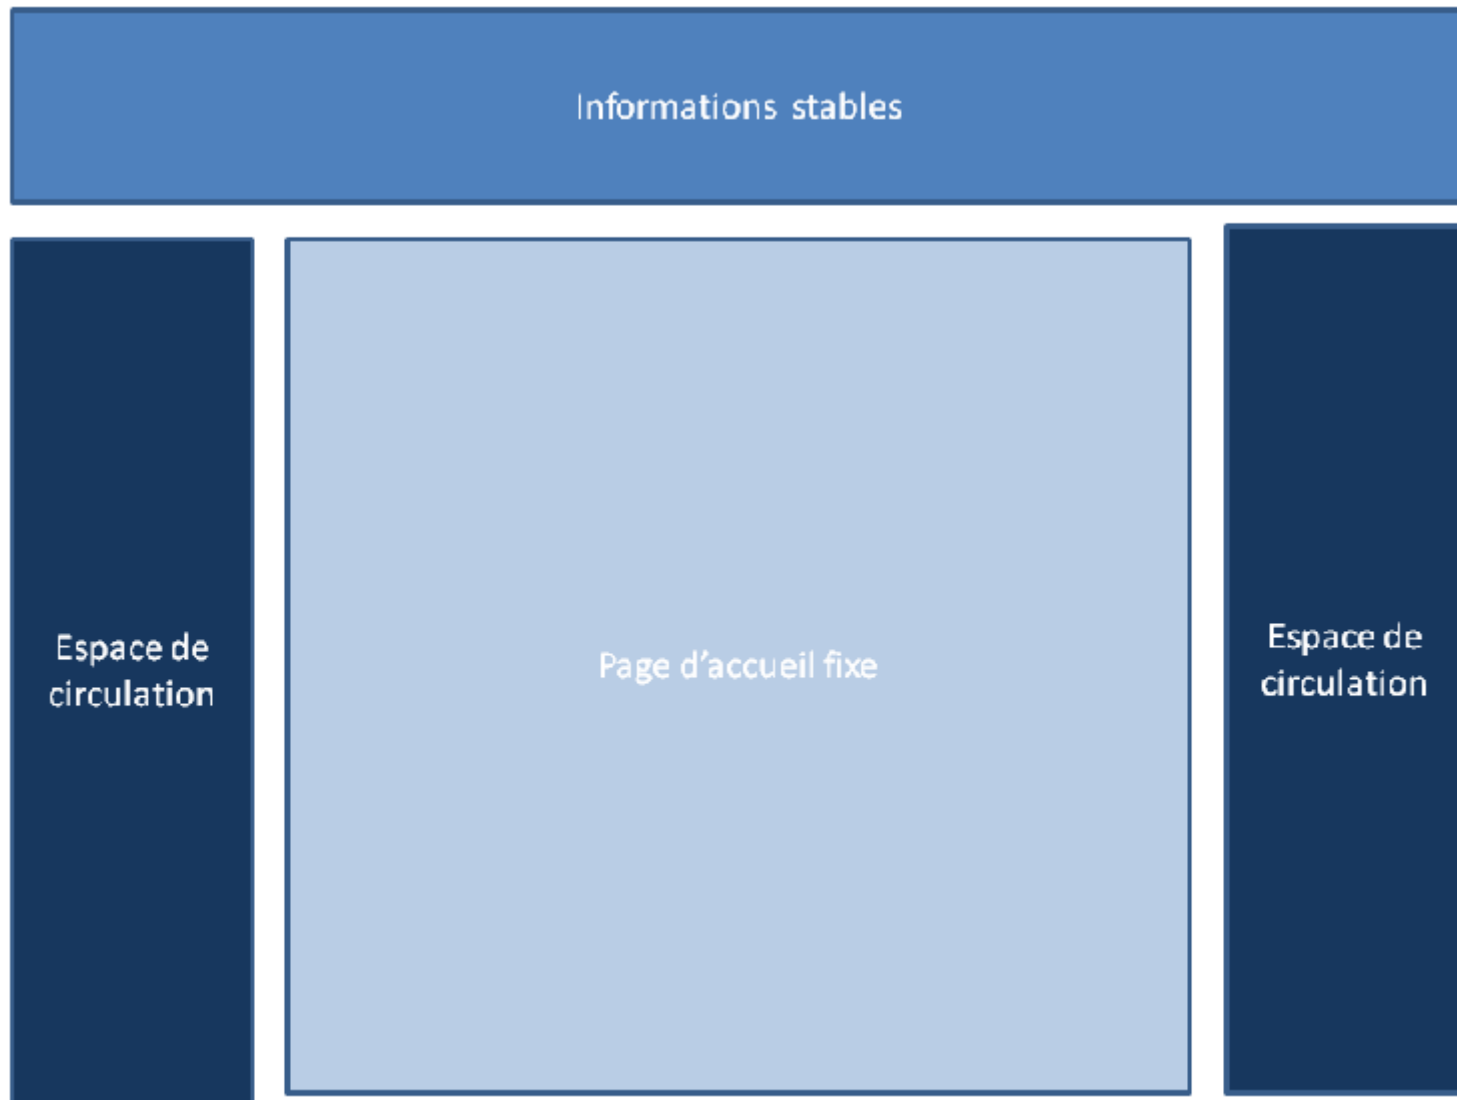 Informations stables
Espace de
circulation
Page d’accueil fixe
Espace de
circulation